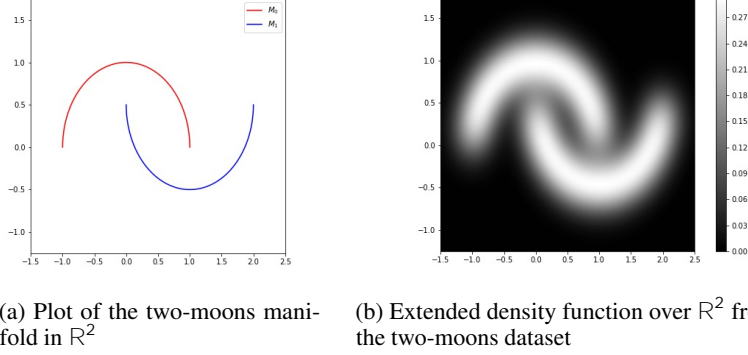 M₀
M₁
1.5
1.0
0.5
0.0
−0.5
−1.0
−1.5 −1.0 −0.5 0.0 0.5 1.0 1.5 2.0 2.5
1.5
1.0
0.5
0.0
−0.5
−1.0
−1.5 −1.0 −0.5 0.0 0.5 1.0 1.5 2.0 2.5
0.27
0.24
0.21
0.18
0.15
0.12
0.09
0.06
0.03
0.00
(a) Plot of the two-moons mani-
fold in ℝ²
(b) Extended density function over ℝ² fr
the two-moons dataset